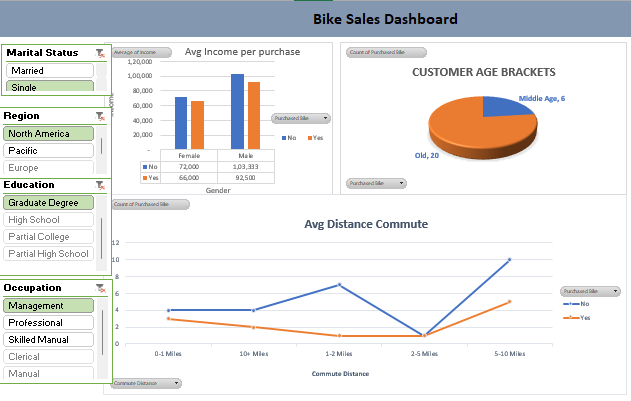 Bike Sales Dashboard
Marital Status
Married
Single
Region
North America
Pacific
Europe
Education
Graduate Degree
High School
Partial College
Partial High School
Occupation
Management
Professional
Skilled Manual
Clerical
Manual
Average of Income
Avg Income per purchase
1,20,000
1,00,000
80,000
60,000
40,000
20,000
-
Income
Purchased Bike
No
Yes
Female
Male
No 72,000 1,03,333
Yes 66,000 92,500
Gender
Count of Purchased Bike
CUSTOMER AGE BRACKETS
Middle Age, 6
Old, 20
Purchased Bike
Count of Purchased Bike
Avg Distance Commute
12
10
8
6
4
2
0
0-1 Miles
10+ Miles
1-2 Miles
2-5 Miles
5-10 Miles
Commute Distance
Purchased Bike
No
Yes
Commute Distance